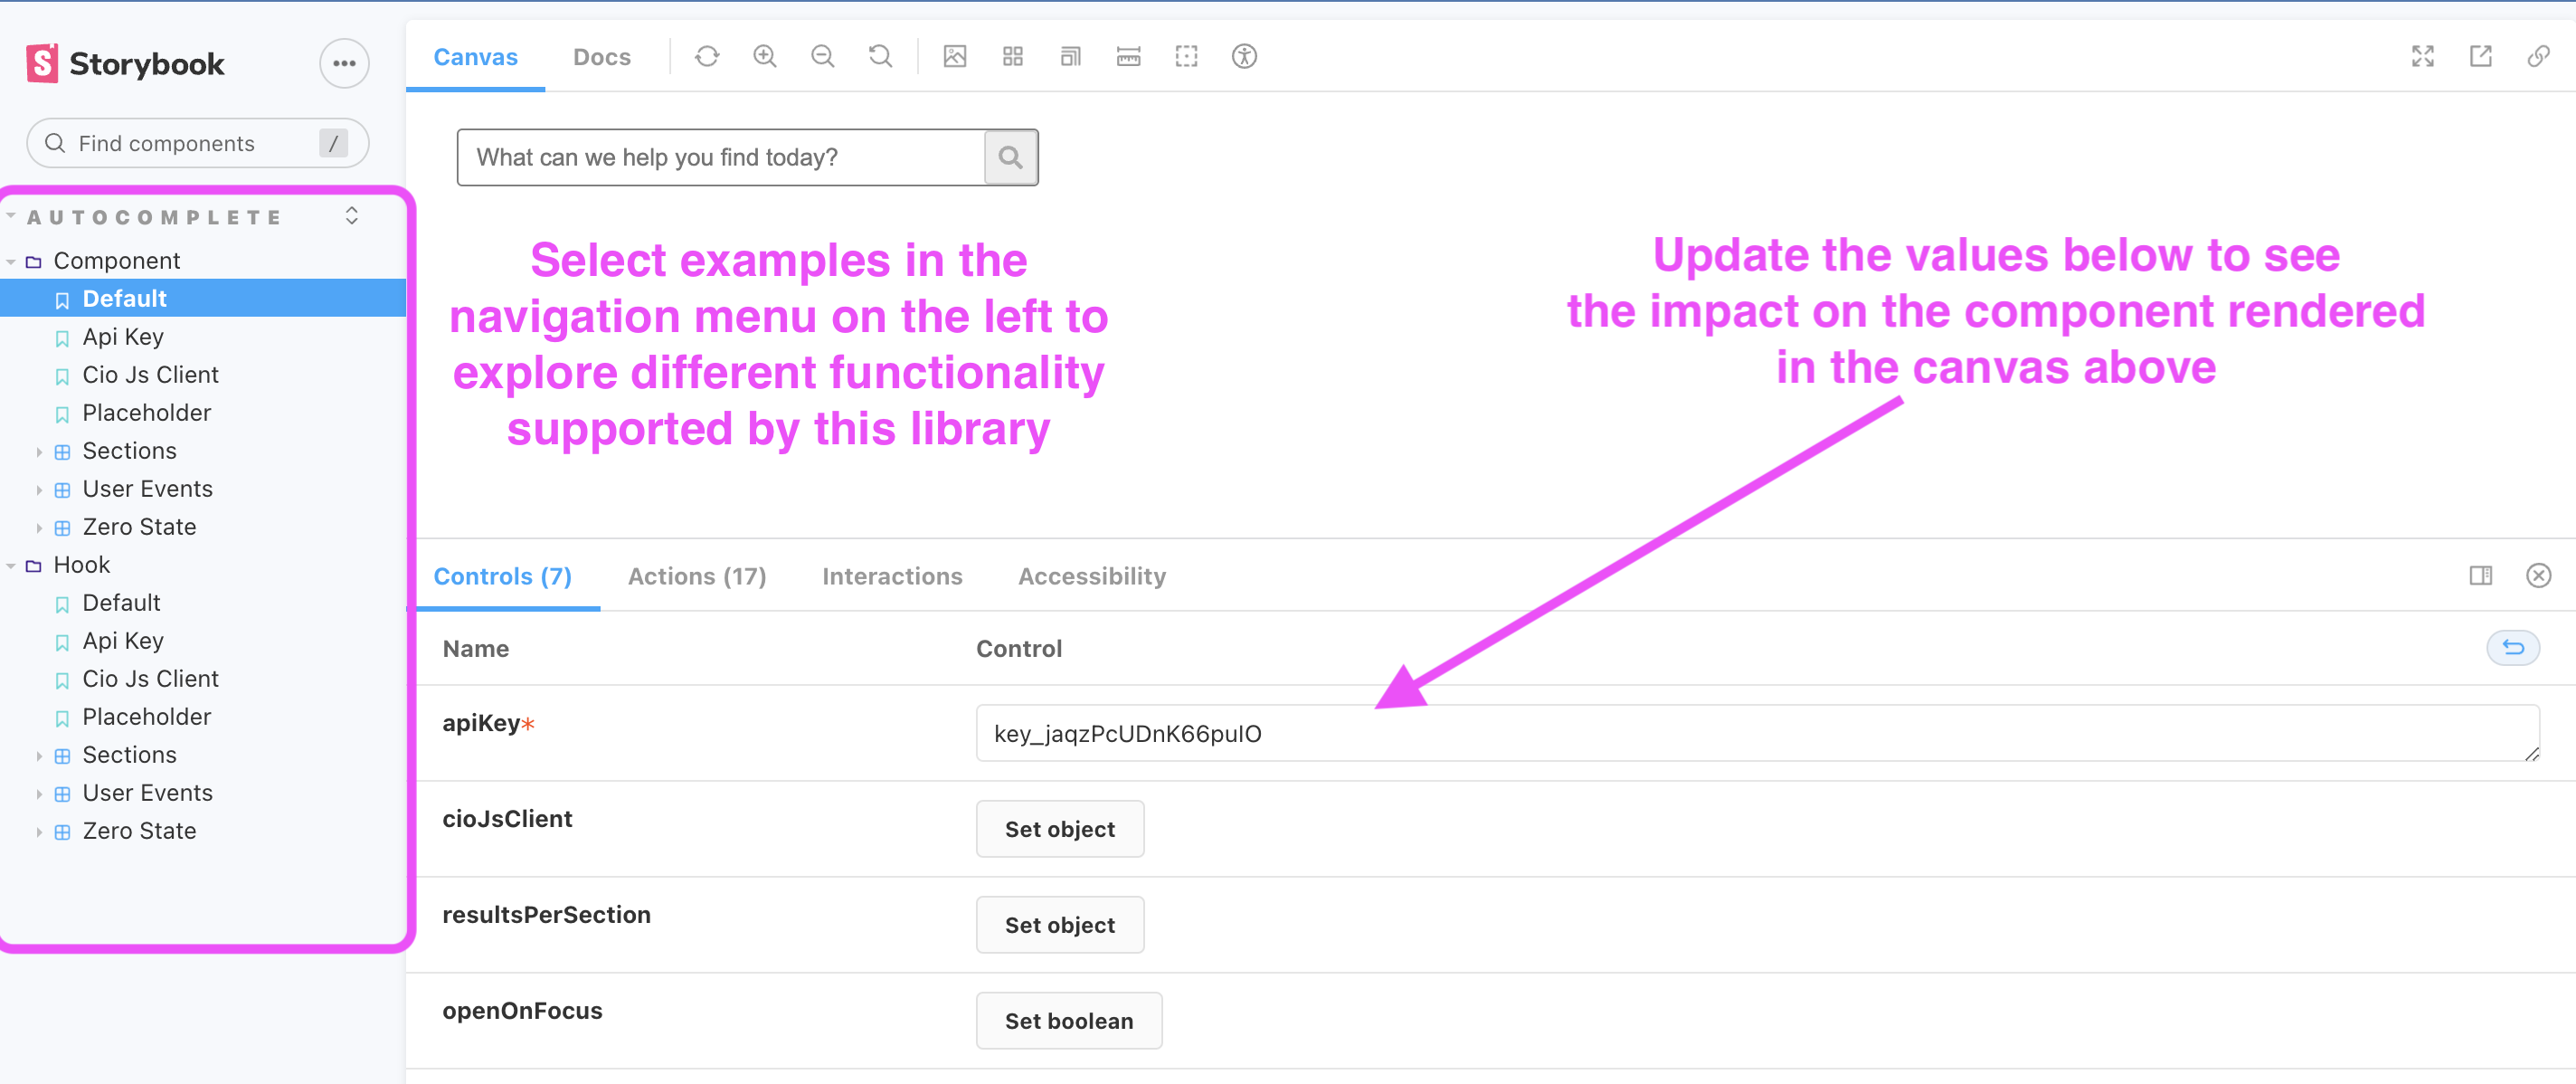 Storybook
Find components /
AUTOCOMPLETE
Component
Default
Api Key
Cio Js Client
Placeholder
Sections
User Events
Zero State
Hook
Default
Api Key
Cio Js Client
Placeholder
Sections
User Events
Zero State
Canvas Docs
What can we help you find today?
Select examples in the
navigation menu on the left to
explore different functionality
supported by this library
Update the values below to see
the impact on the component rendered
in the canvas above
Controls (7) Actions (17) Interactions Accessibility
Name Control
apiKey* key_jaqzPcUDnK66puIO
cioJsClient Set object
resultsPerSection Set object
openOnFocus Set boolean